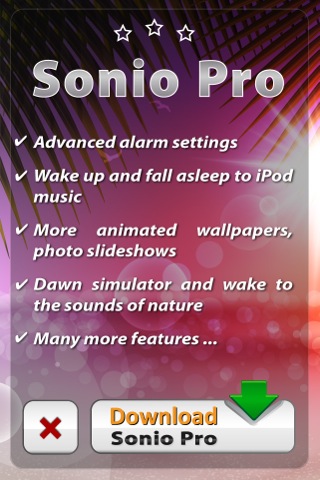 Sonio Pro
✔ Advanced alarm settings
✔ Wake up and fall asleep to iPod
music
✔ More animated wallpapers,
photo slideshows
✔ Dawn simulator and wake to
the sounds of nature
✔ Many more features ...
Download
Sonio Pro